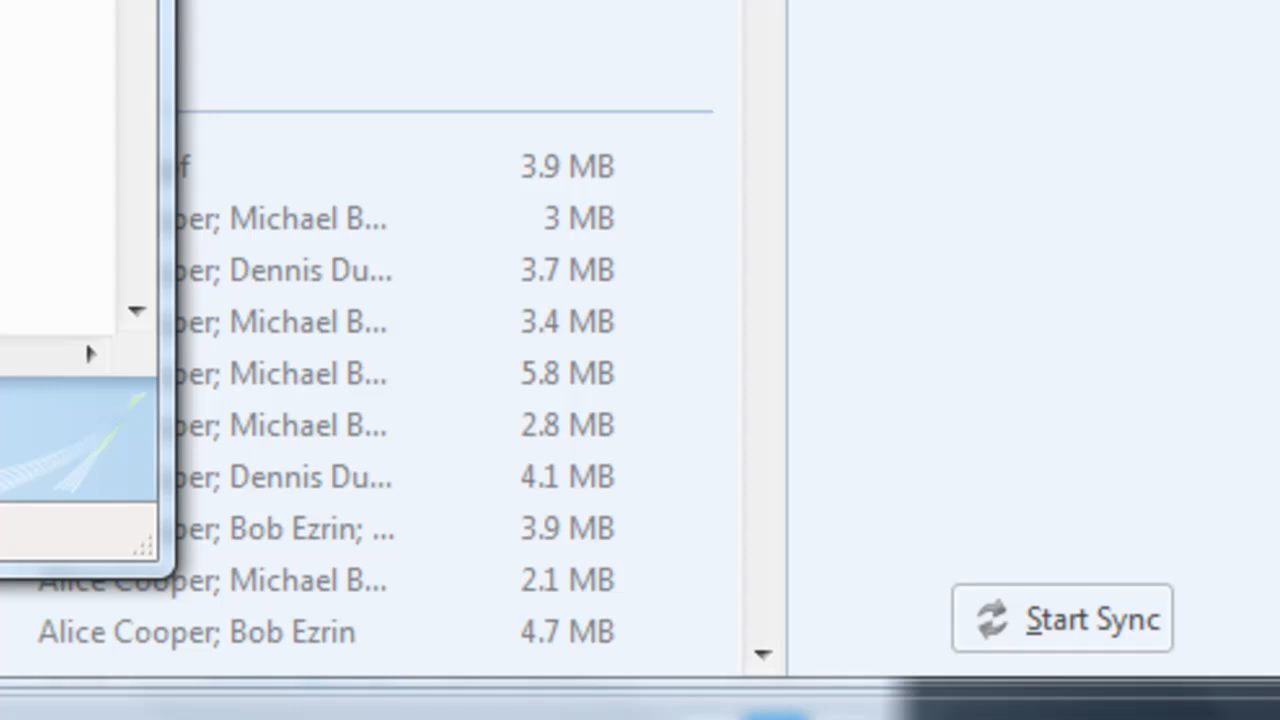 f 3.9 MB
per; Michael B... 3 MB
per; Dennis Du... 3.7 MB
per; Michael B... 3.4 MB
per; Michael B... 5.8 MB
per; Michael B... 2.8 MB
per; Dennis Du... 4.1 MB
per; Bob Ezrin; ... 3.9 MB
Alice Cooper; Michael B... 2.1 MB
Alice Cooper; Bob Ezrin 4.7 MB
Start Sync